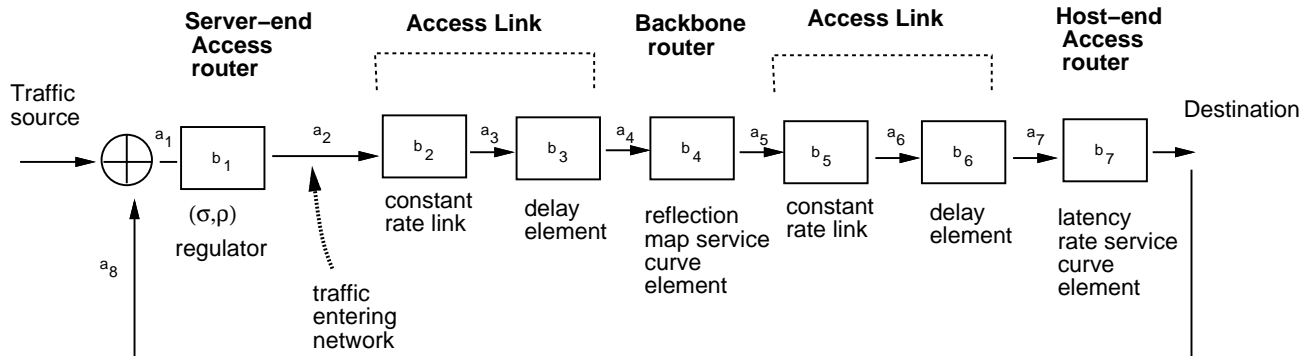 Server−end
Access
router
Access Link
Backbone
router
Access Link
Host−end
Access
router
Traffic
source
Destination
a1
a2
a3
a4
a5
a6
a7
b1
b2
b3
b4
b5
b6
b7
(σ,ρ)
regulator
constant
rate link
delay
element
reflection
map service
curve
element
constant
rate link
delay
element
latency
rate service
curve
element
a8
traffic
entering
network